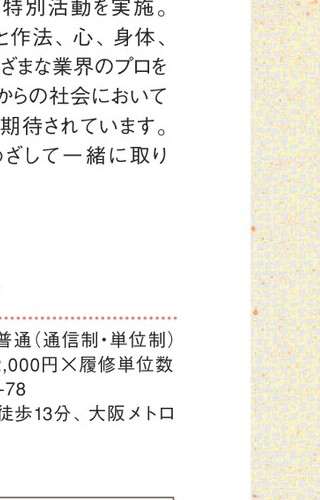 特別活動を実施。
と作法、心、身体、
ざまな業界のプロを
からの社会において
期待されています。
めざして一緒に取り
普通（通信制・単位制）
2,000円×履修単位数
-78
徒歩13分、大阪メトロ